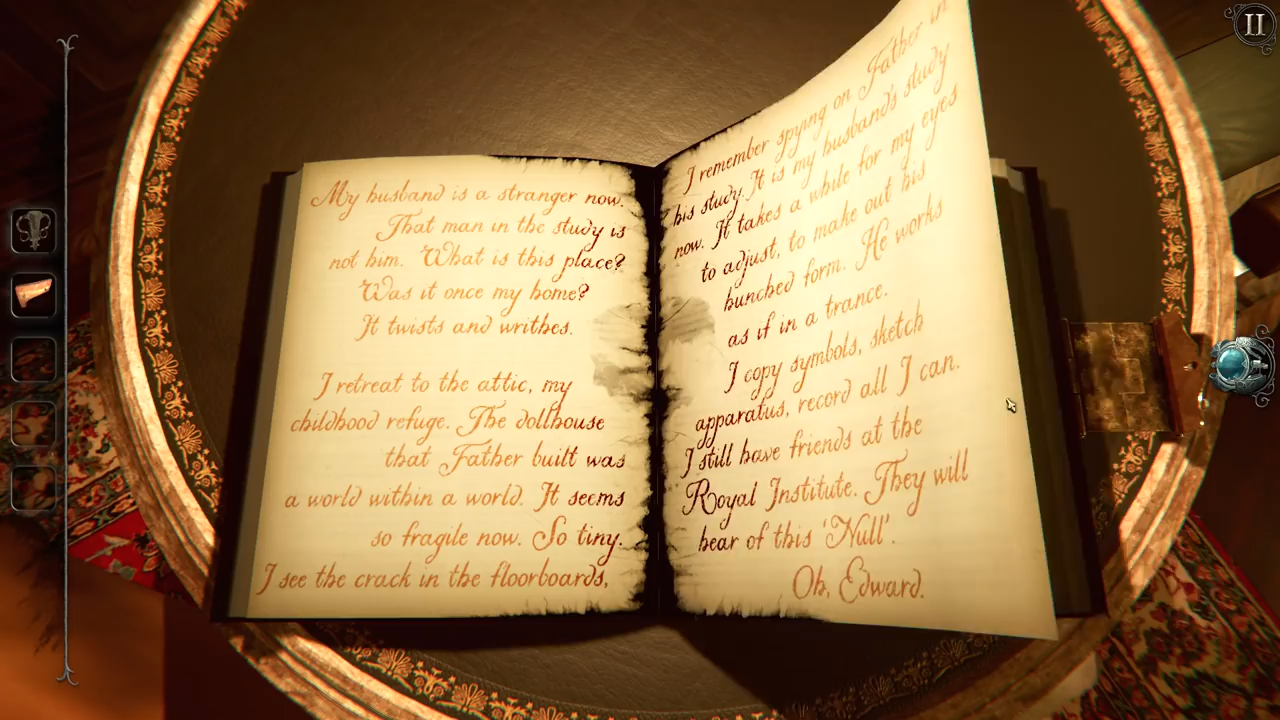 My husband is a stranger now.
That man in the study is
not him. What is this place?
Was it once my home?
It twists and writhes.
I retreat to the attic, my
childhood refuge. The dollhouse
that Father built was
a world within a world. It seems
so fragile now. So tiny.
I see the crack in the floorboards,
I remember spying on Father in
his study. It is my husband's study
now. It takes a while for my eyes
to adjust, to make out his
hunched form. He works
as if in a trance.
I copy symbols, sketch
apparatus, record all I can.
I still have friends at the
Royal Institute. They will
hear of this 'Null'.
Oh, Edward.
II